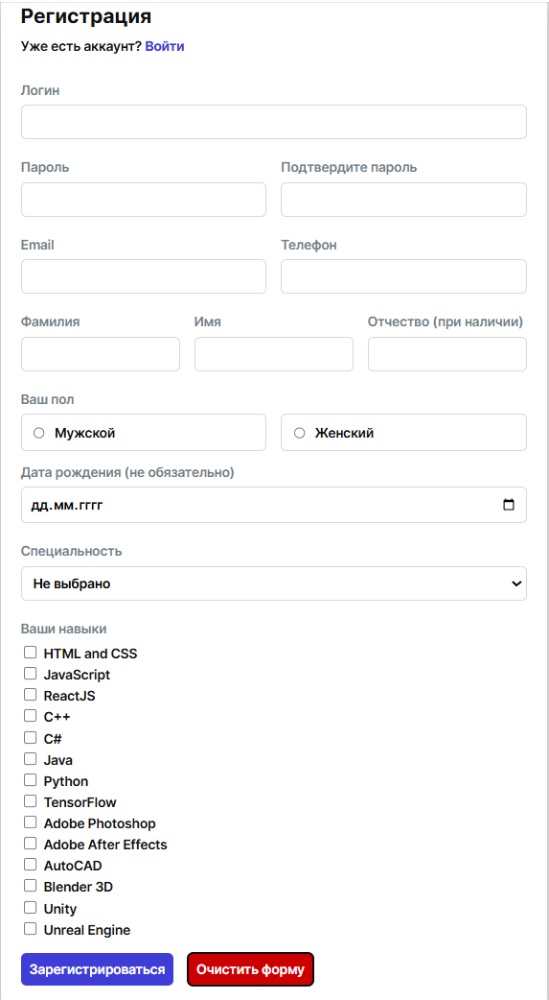 Регистрация
Уже есть аккаунт? Войти
Логин
Пароль Подтвердите пароль
Email Телефон
Фамилия Имя Отчество (при наличии)
Ваш пол
Мужской Женский
Дата рождения (не обязательно)
дд.мм.гггг
Специальность
Не выбрано
Ваши навыки
HTML and CSS
JavaScript
ReactJS
C++
C#
Java
Python
TensorFlow
Adobe Photoshop
Adobe After Effects
AutoCAD
Blender 3D
Unity
Unreal Engine
Зарегистрироваться Очистить форму